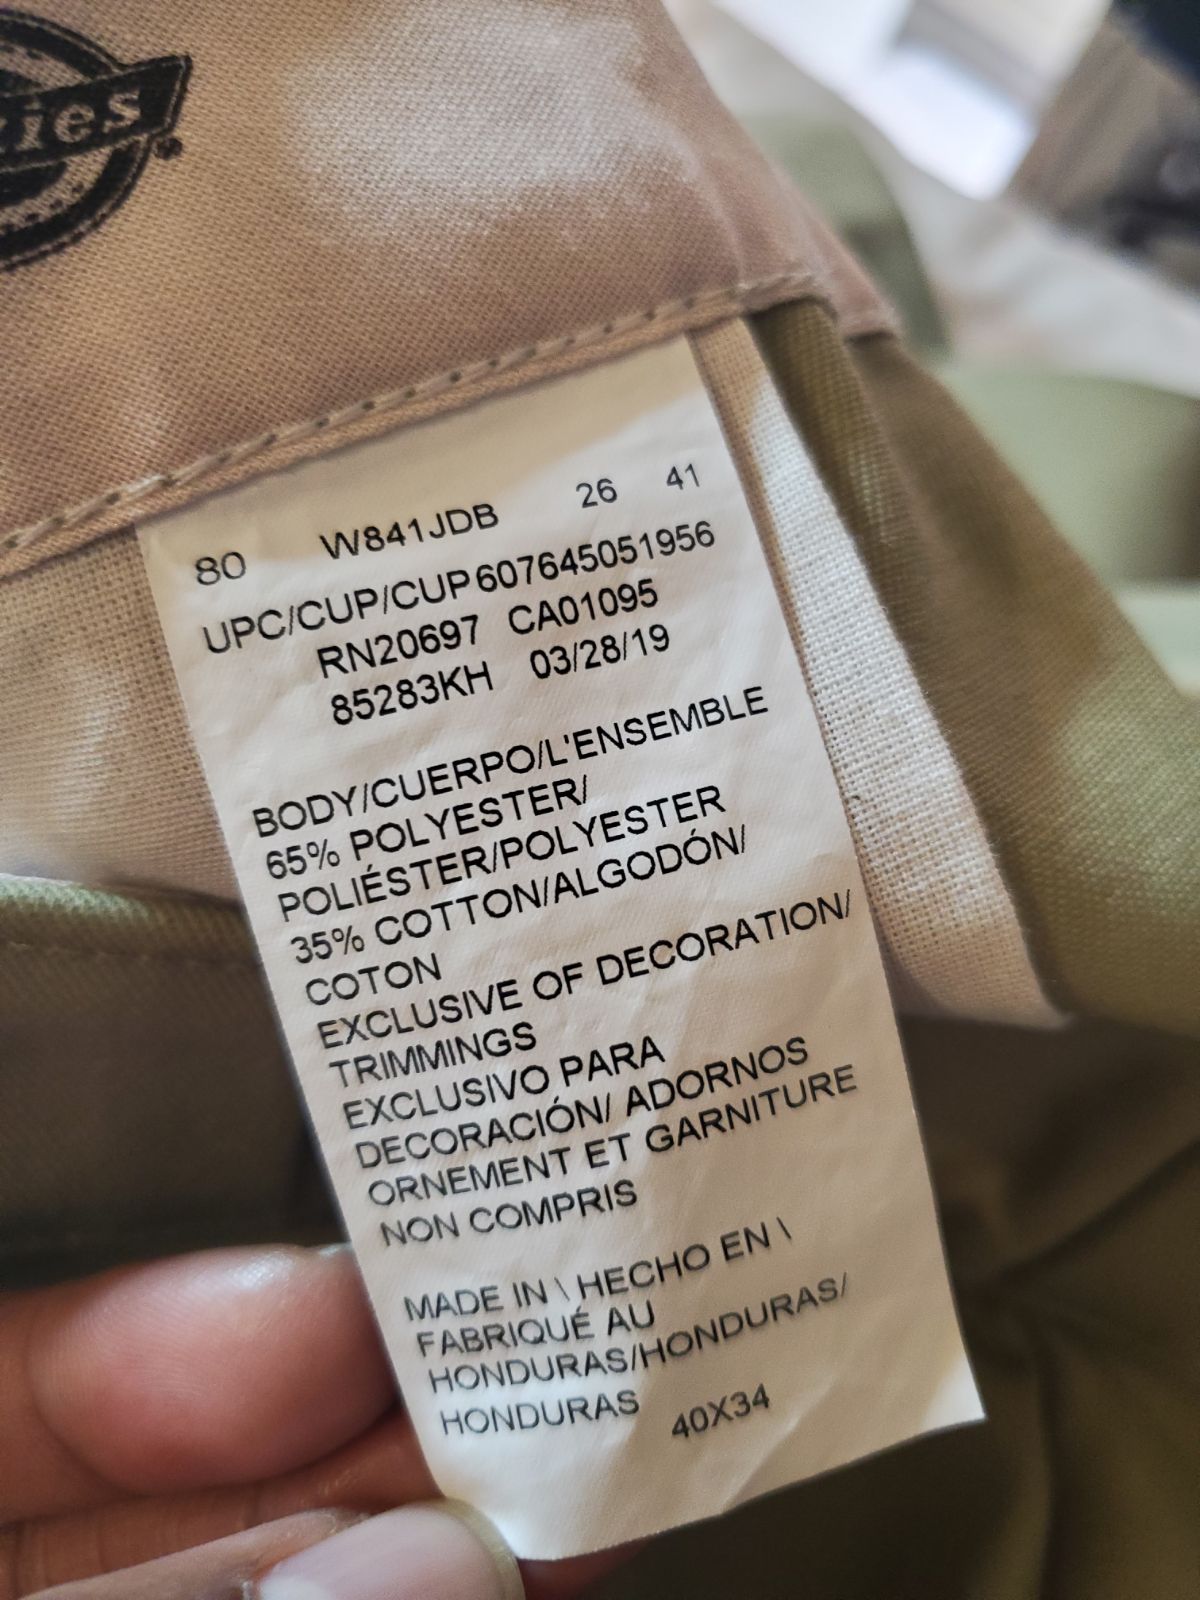 ies
80 W841JDB 26 41
UPC/CUP/CUP607645051956
RN20697 CA01095
85283KH 03/28/19
BODY/CUERPO/L'ENSEMBLE
65% POLYESTER/
POLIÉSTER/POLYESTER
35% COTTON/ALGODÓN/
COTON
EXCLUSIVE OF DECORATION/
TRIMMINGS
EXCLUSIVO PARA
DECORACIÓN/ ADORNOS
ORNEMENT ET GARNITURE
NON COMPRIS
MADE IN \ HECHO EN \
FABRIQUÉ AU
HONDURAS/HONDURAS/
HONDURAS 40X34